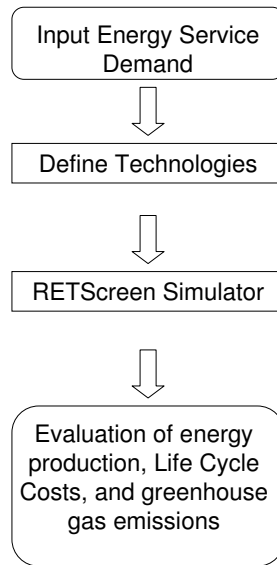 Input Energy Service
Demand
Define Technologies
RETScreen Simulator
Evaluation of energy
production, Life Cycle
Costs, and greenhouse
gas emissions